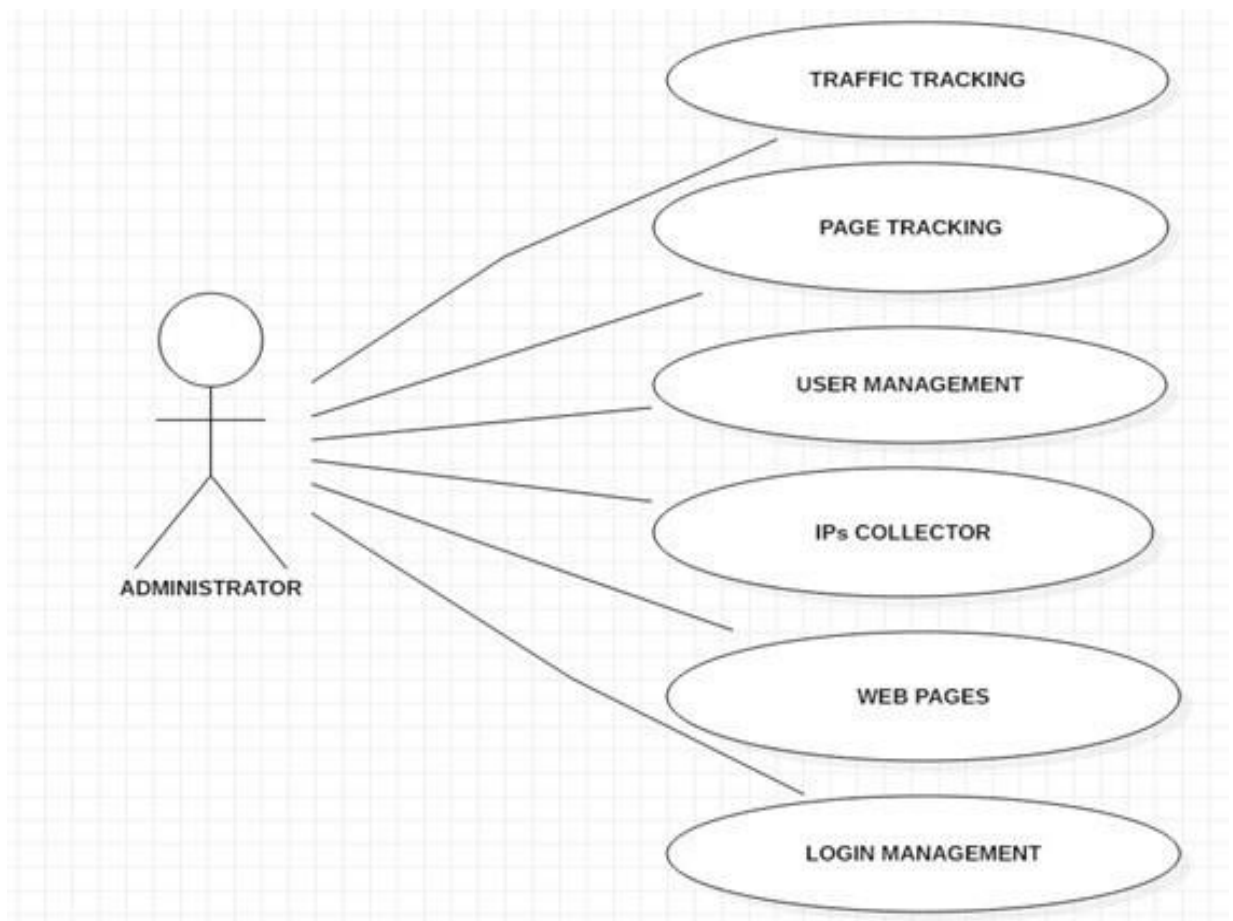 TRAFFIC TRACKING
PAGE TRACKING
USER MANAGEMENT
IPs COLLECTOR
ADMINISTRATOR
WEB PAGES
LOGIN MANAGEMENT